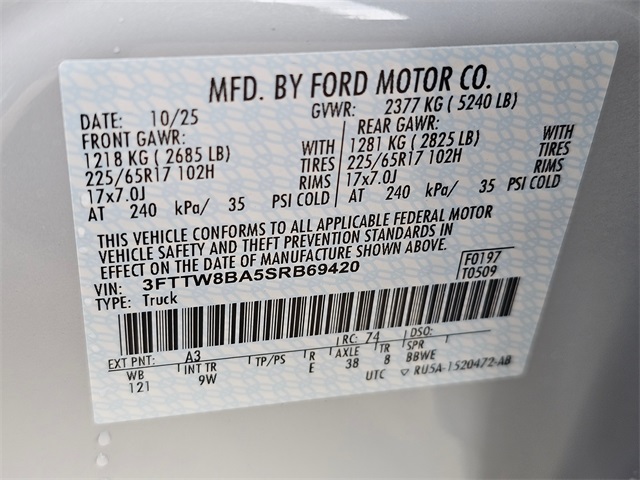 MFD. BY FORD MOTOR CO.
DATE: 10/25 GVWR: 2377 KG ( 5240 LB)
FRONT GAWR: REAR GAWR:
1218 KG ( 2685 LB) WITH 1281 KG ( 2825 LB) WITH
225/65R17 102H TIRES 225/65R17 102H TIRES
17x7.0J RIMS 17x7.0J RIMS
AT 240 kPa/ 35 PSI COLD AT 240 kPa/ 35 PSI COLD
THIS VEHICLE CONFORMS TO ALL APPLICABLE FEDERAL MOTOR
VEHICLE SAFETY AND THEFT PREVENTION STANDARDS IN
EFFECT ON THE DATE OF MANUFACTURE SHOWN ABOVE.
VIN: 3FTTW8BA5SRB69420 F0197
TYPE: Truck T0509
EXT PNT: A3 RC: 74 DSO:
WB INT TR TP/PS R AXLE TR SPR
121 9W E 38 8 BBWE
UTC ▽ RU5A-1520472-AB